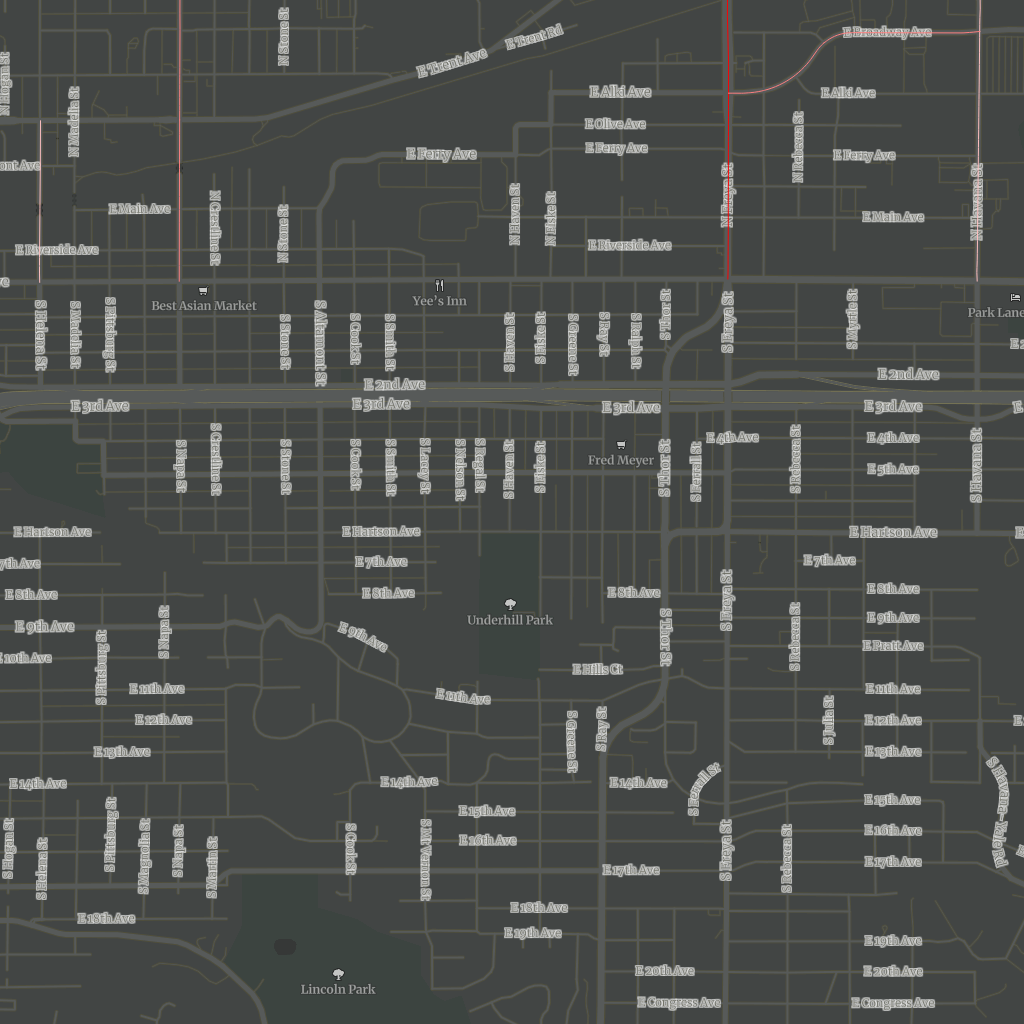 N Stone St
E Broadway Ave
E Trent Ave
E Trent Rd
N Hogan St
N Madelia St
E Alki Ave
E Alki Ave
E Olive Ave
N Rebecca St
E Ferry Ave
E Ferry Ave
E Ferry Ave
ont Ave
N Freya St
N Havana St
N Crestline St
N Stone St
N Haven St
N Fiske St
E Main Ave
E Main Ave
E Riverside Ave
E Riverside Ave
ve
Best Asian Market
Yee's Inn
Park Lane
S Helena St
S Madelia St
S Pittsburg St
S Stone St
S Altamont St
S Cook St
S Smith St
S Haven St
S Fiske St
S Greene St
S Ray St
S Ralph St
S Thor St
S Freya St
S Myrtle St
E 2
E 2nd Ave
E 2nd Ave
E 3rd Ave
E 3rd Ave
E 3rd Ave
E 3rd Ave
E
E 4th Ave
E 4th Ave
Fred Meyer
S Napa St
S Crestline St
S Stone St
S Cook St
S Smith St
S Lacey St
S Nelson St
S Regal St
S Haven St
S Fiske St
S Thor St
S Ferrall St
S Rebecca St
E 5th Ave
S Havana St
E Hartson Ave
E Hartson Ave
E Hartson Ave
7th Ave
E 7th Ave
E 7th Ave
E 8th Ave
E 8th Ave
E 8th Ave
E 8th Ave
S Freya St
Underhill Park
E 9th Ave
E 9th Ave
E 9th Ave
S Napa St
S Thor St
S Rebecca St
E Pratt Ave
E 10th Ave
S Pittsburg St
E Hills Ct
E 11th Ave
E 11th Ave
E 11th Ave
E 12th Ave
E 12th Ave
S Greene St
S Ray St
S Julia St
E 13th Ave
E 13th Ave
E 14th Ave
E 14th Ave
E 14th Ave
S Ferrall St
S Havana-Yale Rd
E 15th Ave
E 15th Ave
E 16th Ave
E 16th Ave
S Hogan St
S Helena St
S Pittsburg St
S Magnolia St
S Napa St
S Martin St
S Cook St
S Mt Vernon St
S Freya St
S Rebecca St
E 17th Ave
E 17th Ave
E 18th Ave
E 18th Ave
E 19th Ave
E 19th Ave
E 20th Ave
E 20th Ave
Lincoln Park
E Congress Ave
E Congress Ave